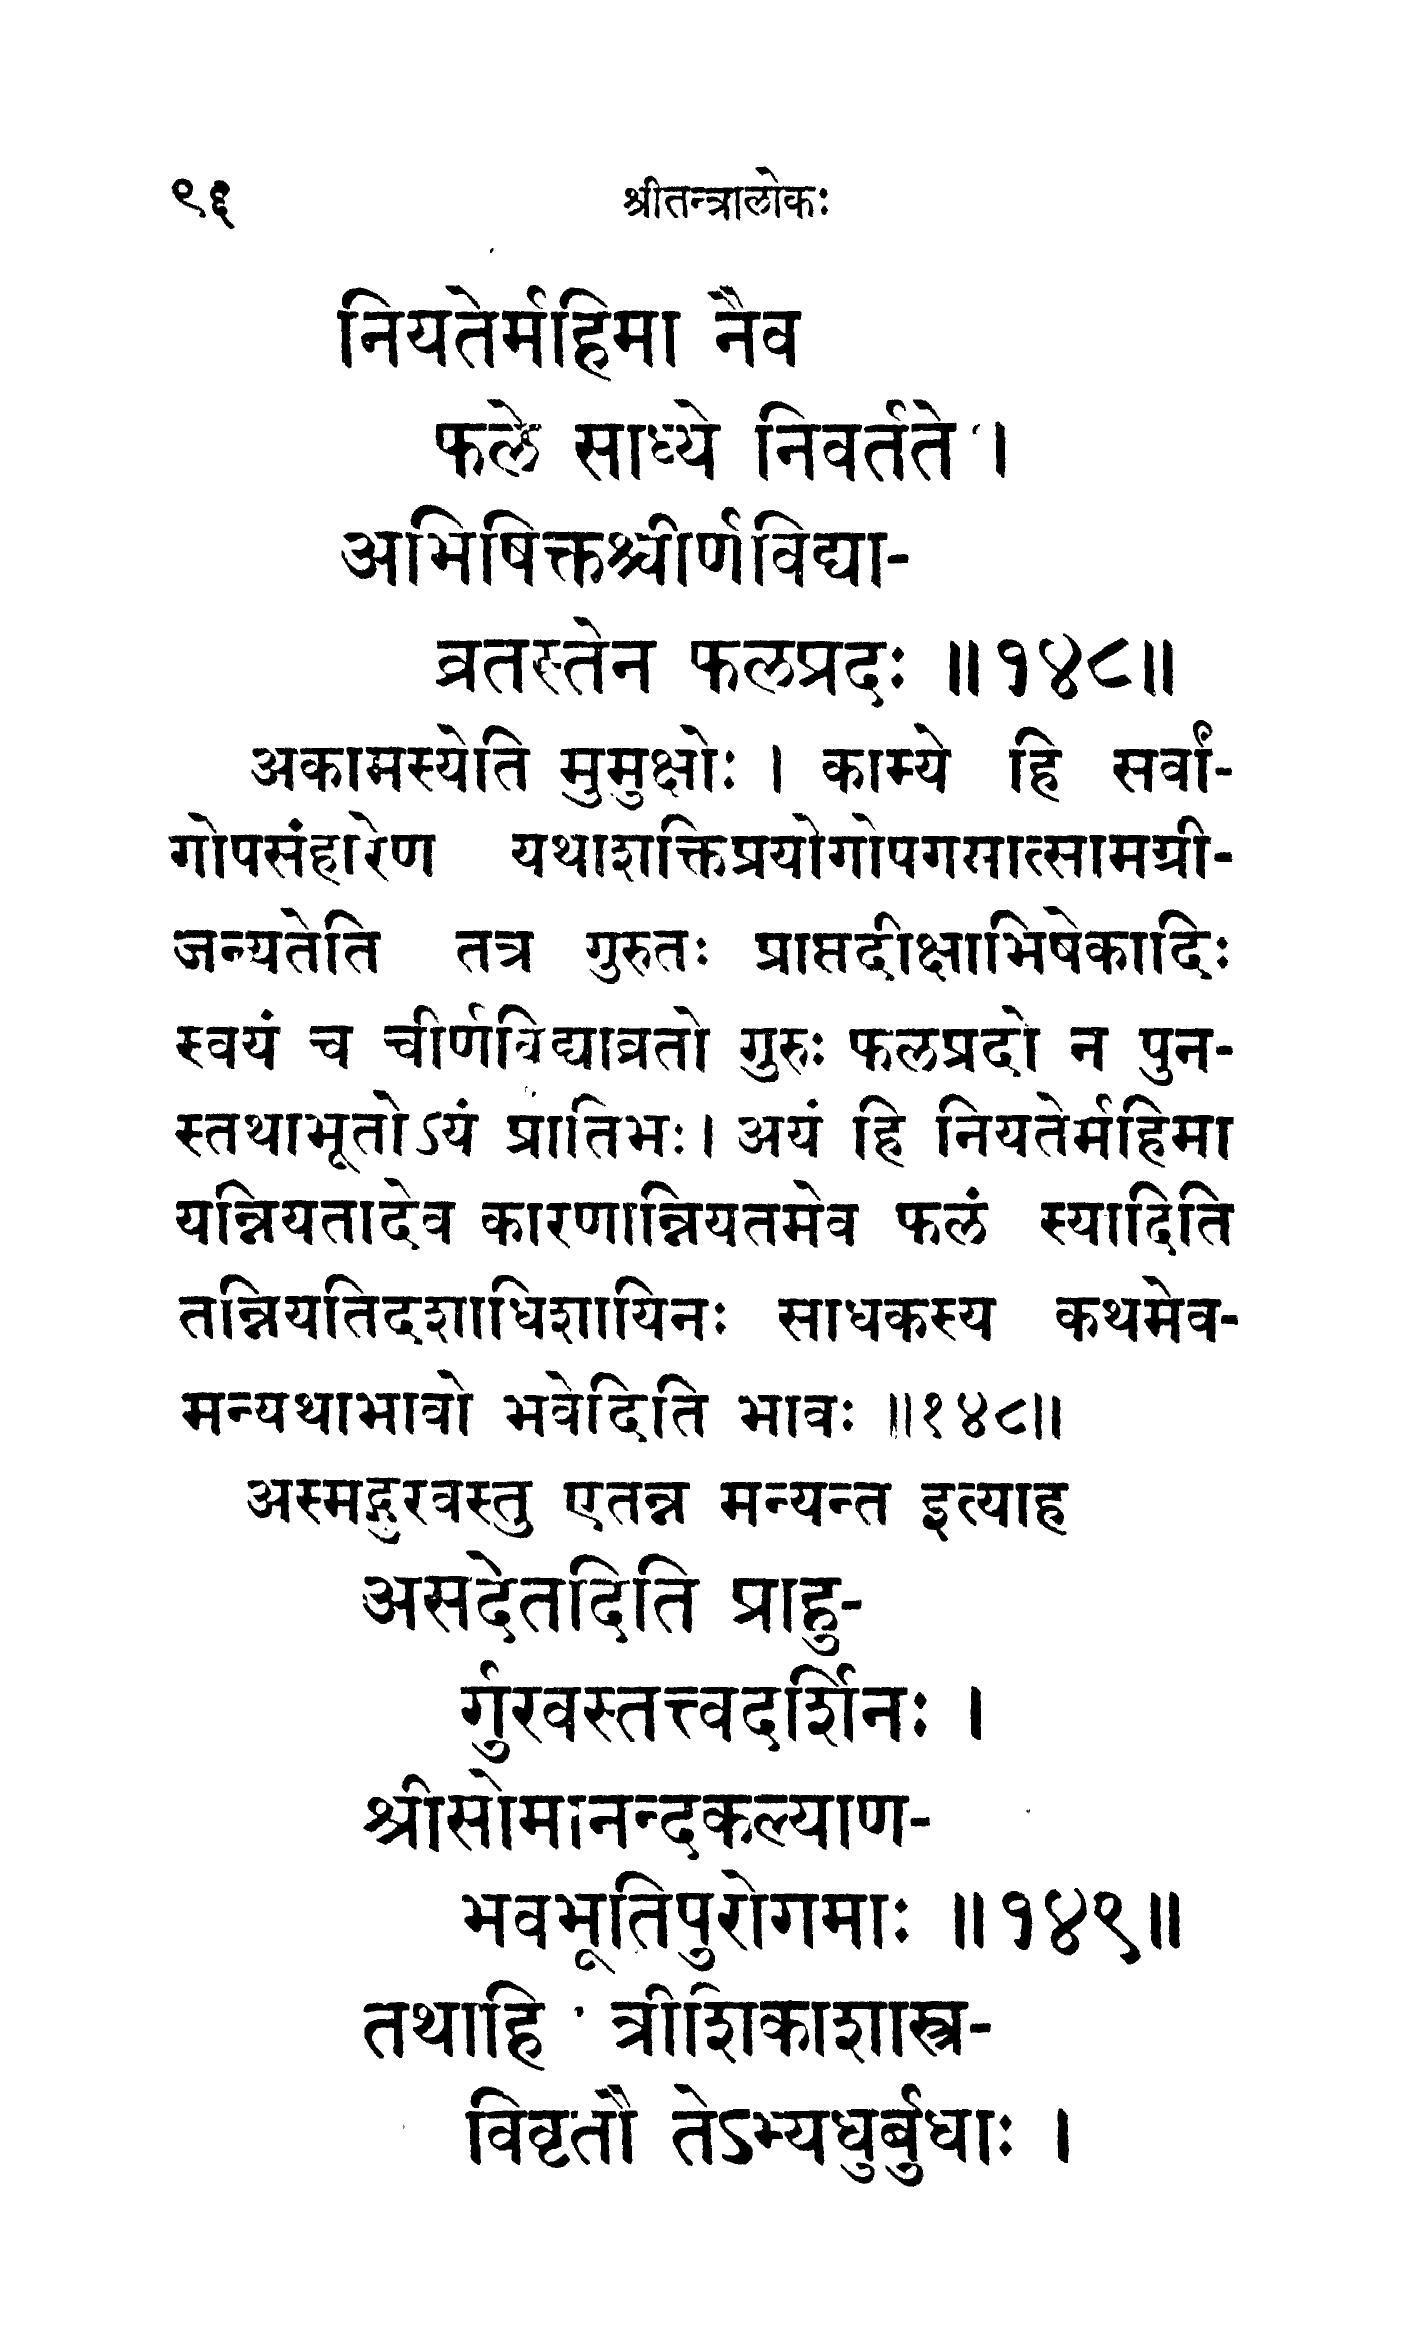 ९६ श्रीतन्त्रालोकः
नियतेर्महिमा नैव
फले साध्ये निवर्तते ।
अभिषिक्तश्चीर्णविद्या-
व्रतस्तेन फलप्रदः ॥१४८॥
अकामस्येति मुमुक्षोः । काम्ये हि सर्वां-
गोपसंहारेण यथाशक्तिप्रयोगोपगमात्सामग्री-
जन्यतेति तत्र गुरुतः प्राप्तदीक्षाभिषेकादिः
स्वयं च चीर्णविद्याव्रतो गुरुः फलप्रदो न पुन-
स्तथाभूतोऽयं प्रातिभः। अयं हि नियतेर्महिमा
यन्नियतादेव कारणान्नियतमेव फलं स्यादिति
तन्नियतिदशाधिशायिनः साधकस्य कथमेव-
मन्यथाभावो भवेदिति भावः ॥१४८॥
अस्मद्गुरवस्तु एतन्न मन्यन्त इत्याह
असदेतदिति प्राहु-
र्गुरवस्तत्त्वदर्शिनः ।
श्रीसोमानन्दकल्याण-
भवभूतिपुरोगमाः ॥१४९॥
तथाहि त्रीशिकाशास्त्र-
विवृतौ तेऽभ्यधुर्बुधाः ।